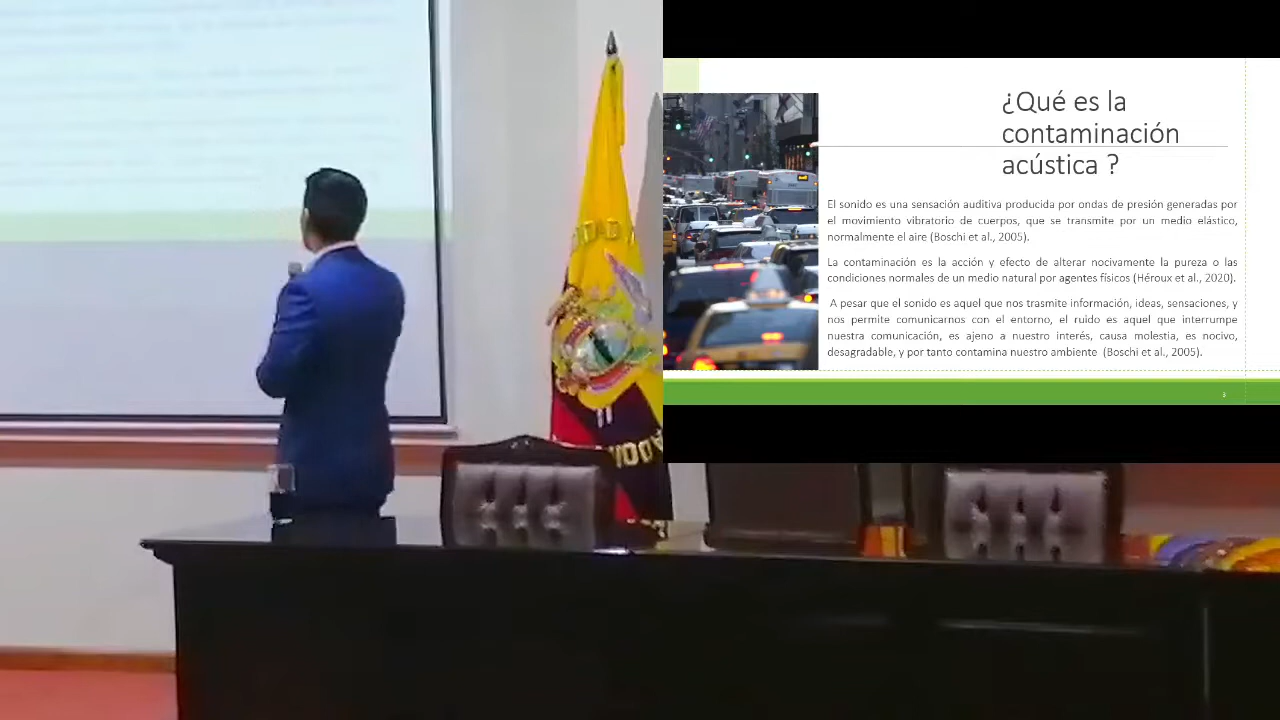 ¿Qué es la
contaminación
acústica ?
El sonido es una sensación auditiva producida por ondas de presión generadas por
el movimiento vibratorio de cuerpos, que se transmite por un medio elástico,
normalmente el aire (Boschi et al., 2005).
La contaminación es la acción y efecto de alterar nocivamente la pureza o las
condiciones normales de un medio natural por agentes físicos (Héroux et al., 2020).
A pesar que el sonido es aquel que nos trasmite información, ideas, sensaciones, y
nos permite comunicarnos con el entorno, el ruido es aquel que interrumpe
nuestra comunicación, es ajeno a nuestro interés, causa molestia, es nocivo,
desagradable, y por tanto contamina nuestro ambiente (Boschi et al., 2005).
3